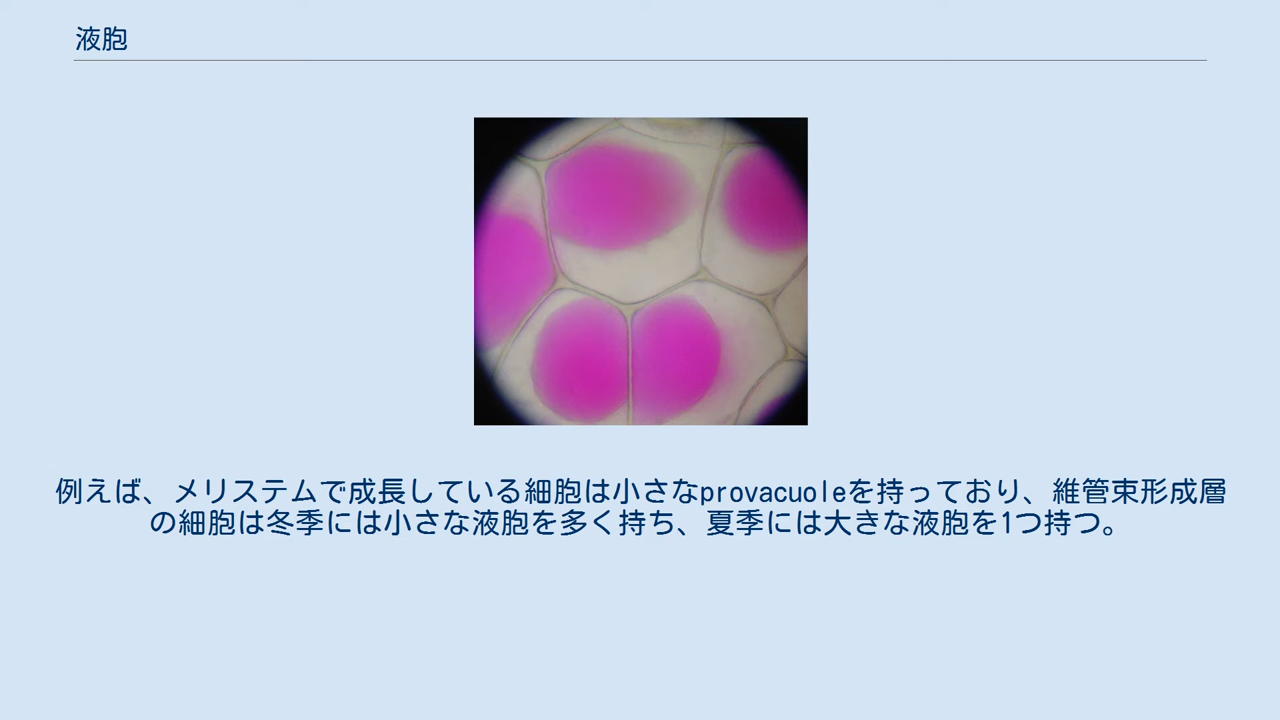 液胞
例えば、メリステムで成長している細胞は小さなprovacuoleを持っており、維管束形成層
の細胞は冬季には小さな液胞を多く持ち、夏季には大きな液胞を1つ持つ。